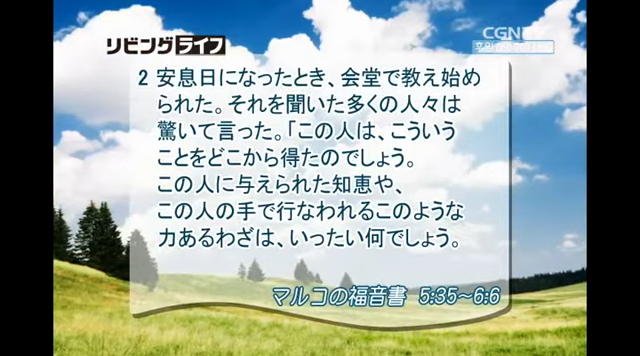 リビングライフ
CGNTV
2 安息日になったとき、会堂で教え始め
られた。それを聞いた多くの人々は
驚いて言った。「この人は、こういう
ことをどこから得たのでしょう。
この人に与えられた知恵や、
この人の手で行なわれるこのような
力あるわざは、いったい何でしょう。
マルコの福音書 5:35～6:6